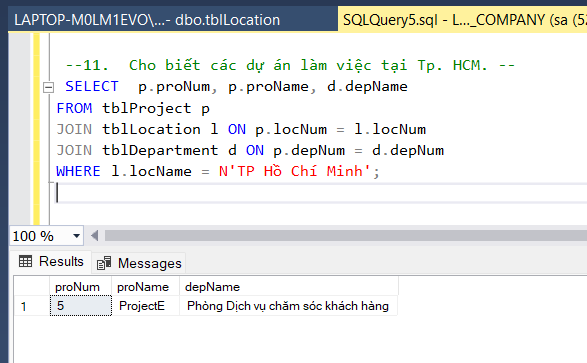 LAPTOP-M0LM1EVO\...- dbo.tblLocation
SQLQuery5.sql - L..._COMPANY (sa (52
--11. Cho biết các dự án làm việc tại Tp. HCM. --
SELECT p.proNum, p.proName, d.depName
FROM tblProject p
JOIN tblLocation l ON p.locNum = l.locNum
JOIN tblDepartment d ON p.depNum = d.depNum
WHERE l.locName = N'TP Hồ Chí Minh';
100 %
Results Messages
proNum proName depName
1 5 ProjectE Phòng Dịch vụ chăm sóc khách hàng